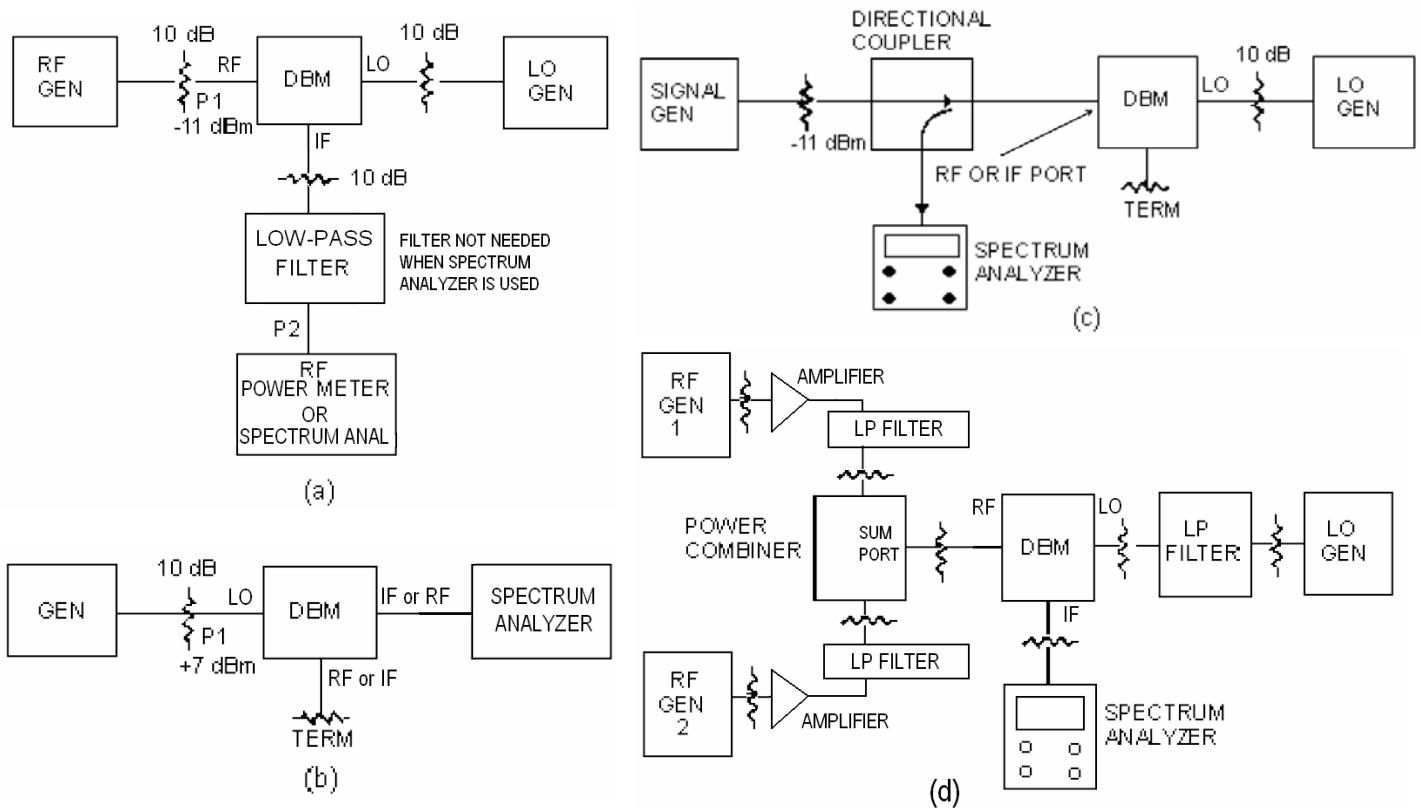 10 dB
10 dB
RF
GEN
RF
P1
-11 dBm
DBM
LO
LO
GEN
IF
10 dB
LOW-PASS
FILTER
FILTER NOT NEEDED
WHEN SPECTRUM
ANALYZER IS USED
P2
RF
POWER METER
OR
SPECTRUM ANAL
(a)
10 dB
GEN
LO
P1
+7 dBm
DBM
IF or RF
SPECTRUM
ANALYZER
RF or IF
TERM
(b)
DIRECTIONAL
COUPLER
SIGNAL
GEN
-11 dBm
RF OR IF PORT
DBM
LO
10 dB
LO
GEN
TERM
SPECTRUM
ANALYZER
(c)
RF
GEN
1
AMPLIFIER
LP FILTER
POWER
COMBINER
SUM
PORT
RF
DBM
LO
LP
FILTER
LO
GEN
IF
LP FILTER
RF
GEN
2
AMPLIFIER
SPECTRUM
ANALYZER
(d)